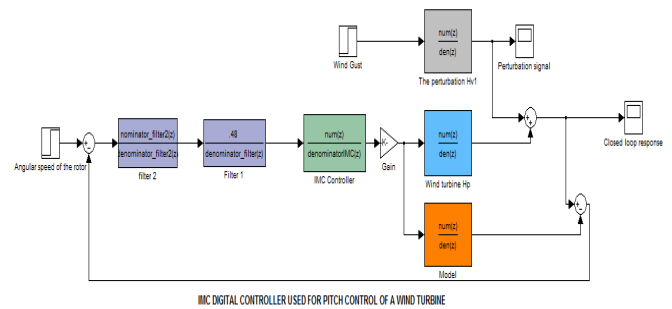 num(z)
den(z)
Wind Gust
The perturbation Hv1
Perturbation signal
nominator_filter2(z)
denominator_filter2(z)
.48
denominator_filter(z)
num(z)
denominatorIMC(z)
-K-
num(z)
den(z)
Closed loop response
Angular speed of the rotor
filter 2
Filter 1
IMC Controller
Gain
Wind turbine Hp
num(z)
den(z)
Model
IMC DIGITAL CONTROLLER USED FOR PITCH CONTROL OF A WIND TURBINE